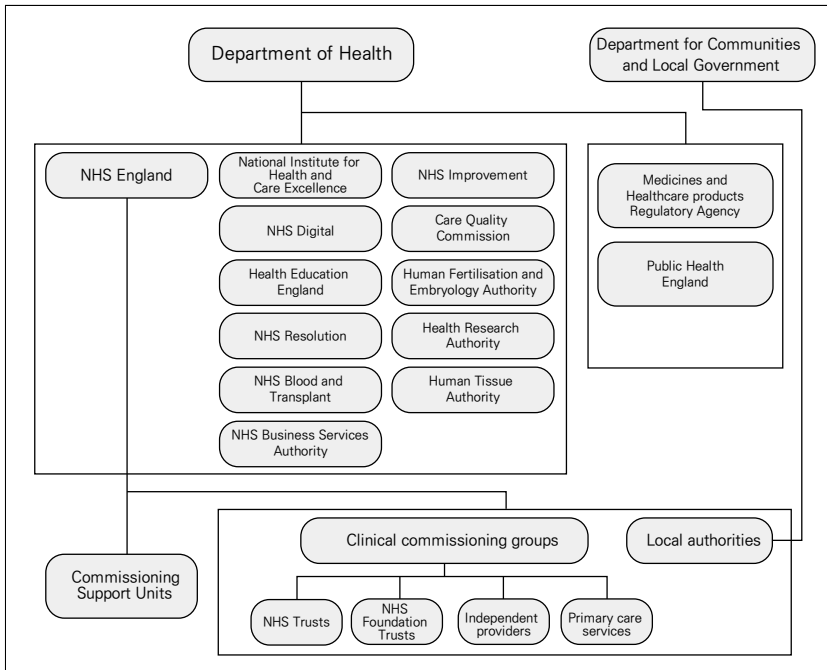 Department of Health
Department for Communities
and Local Government
NHS England
National Institute for
Health and
Care Excellence
NHS Improvement
NHS Digital
Care Quality
Commission
Health Education
England
Human Fertilisation and
Embryology Authority
NHS Resolution
Health Research
Authority
NHS Blood and
Transplant
Human Tissue
Authority
NHS Business Services
Authority
Medicines and
Healthcare products
Regulatory Agency
Public Health
England
Clinical commissioning groups
Local authorities
Commissioning
Support Units
NHS Trusts
NHS
Foundation
Trusts
Independent
providers
Primary care
services